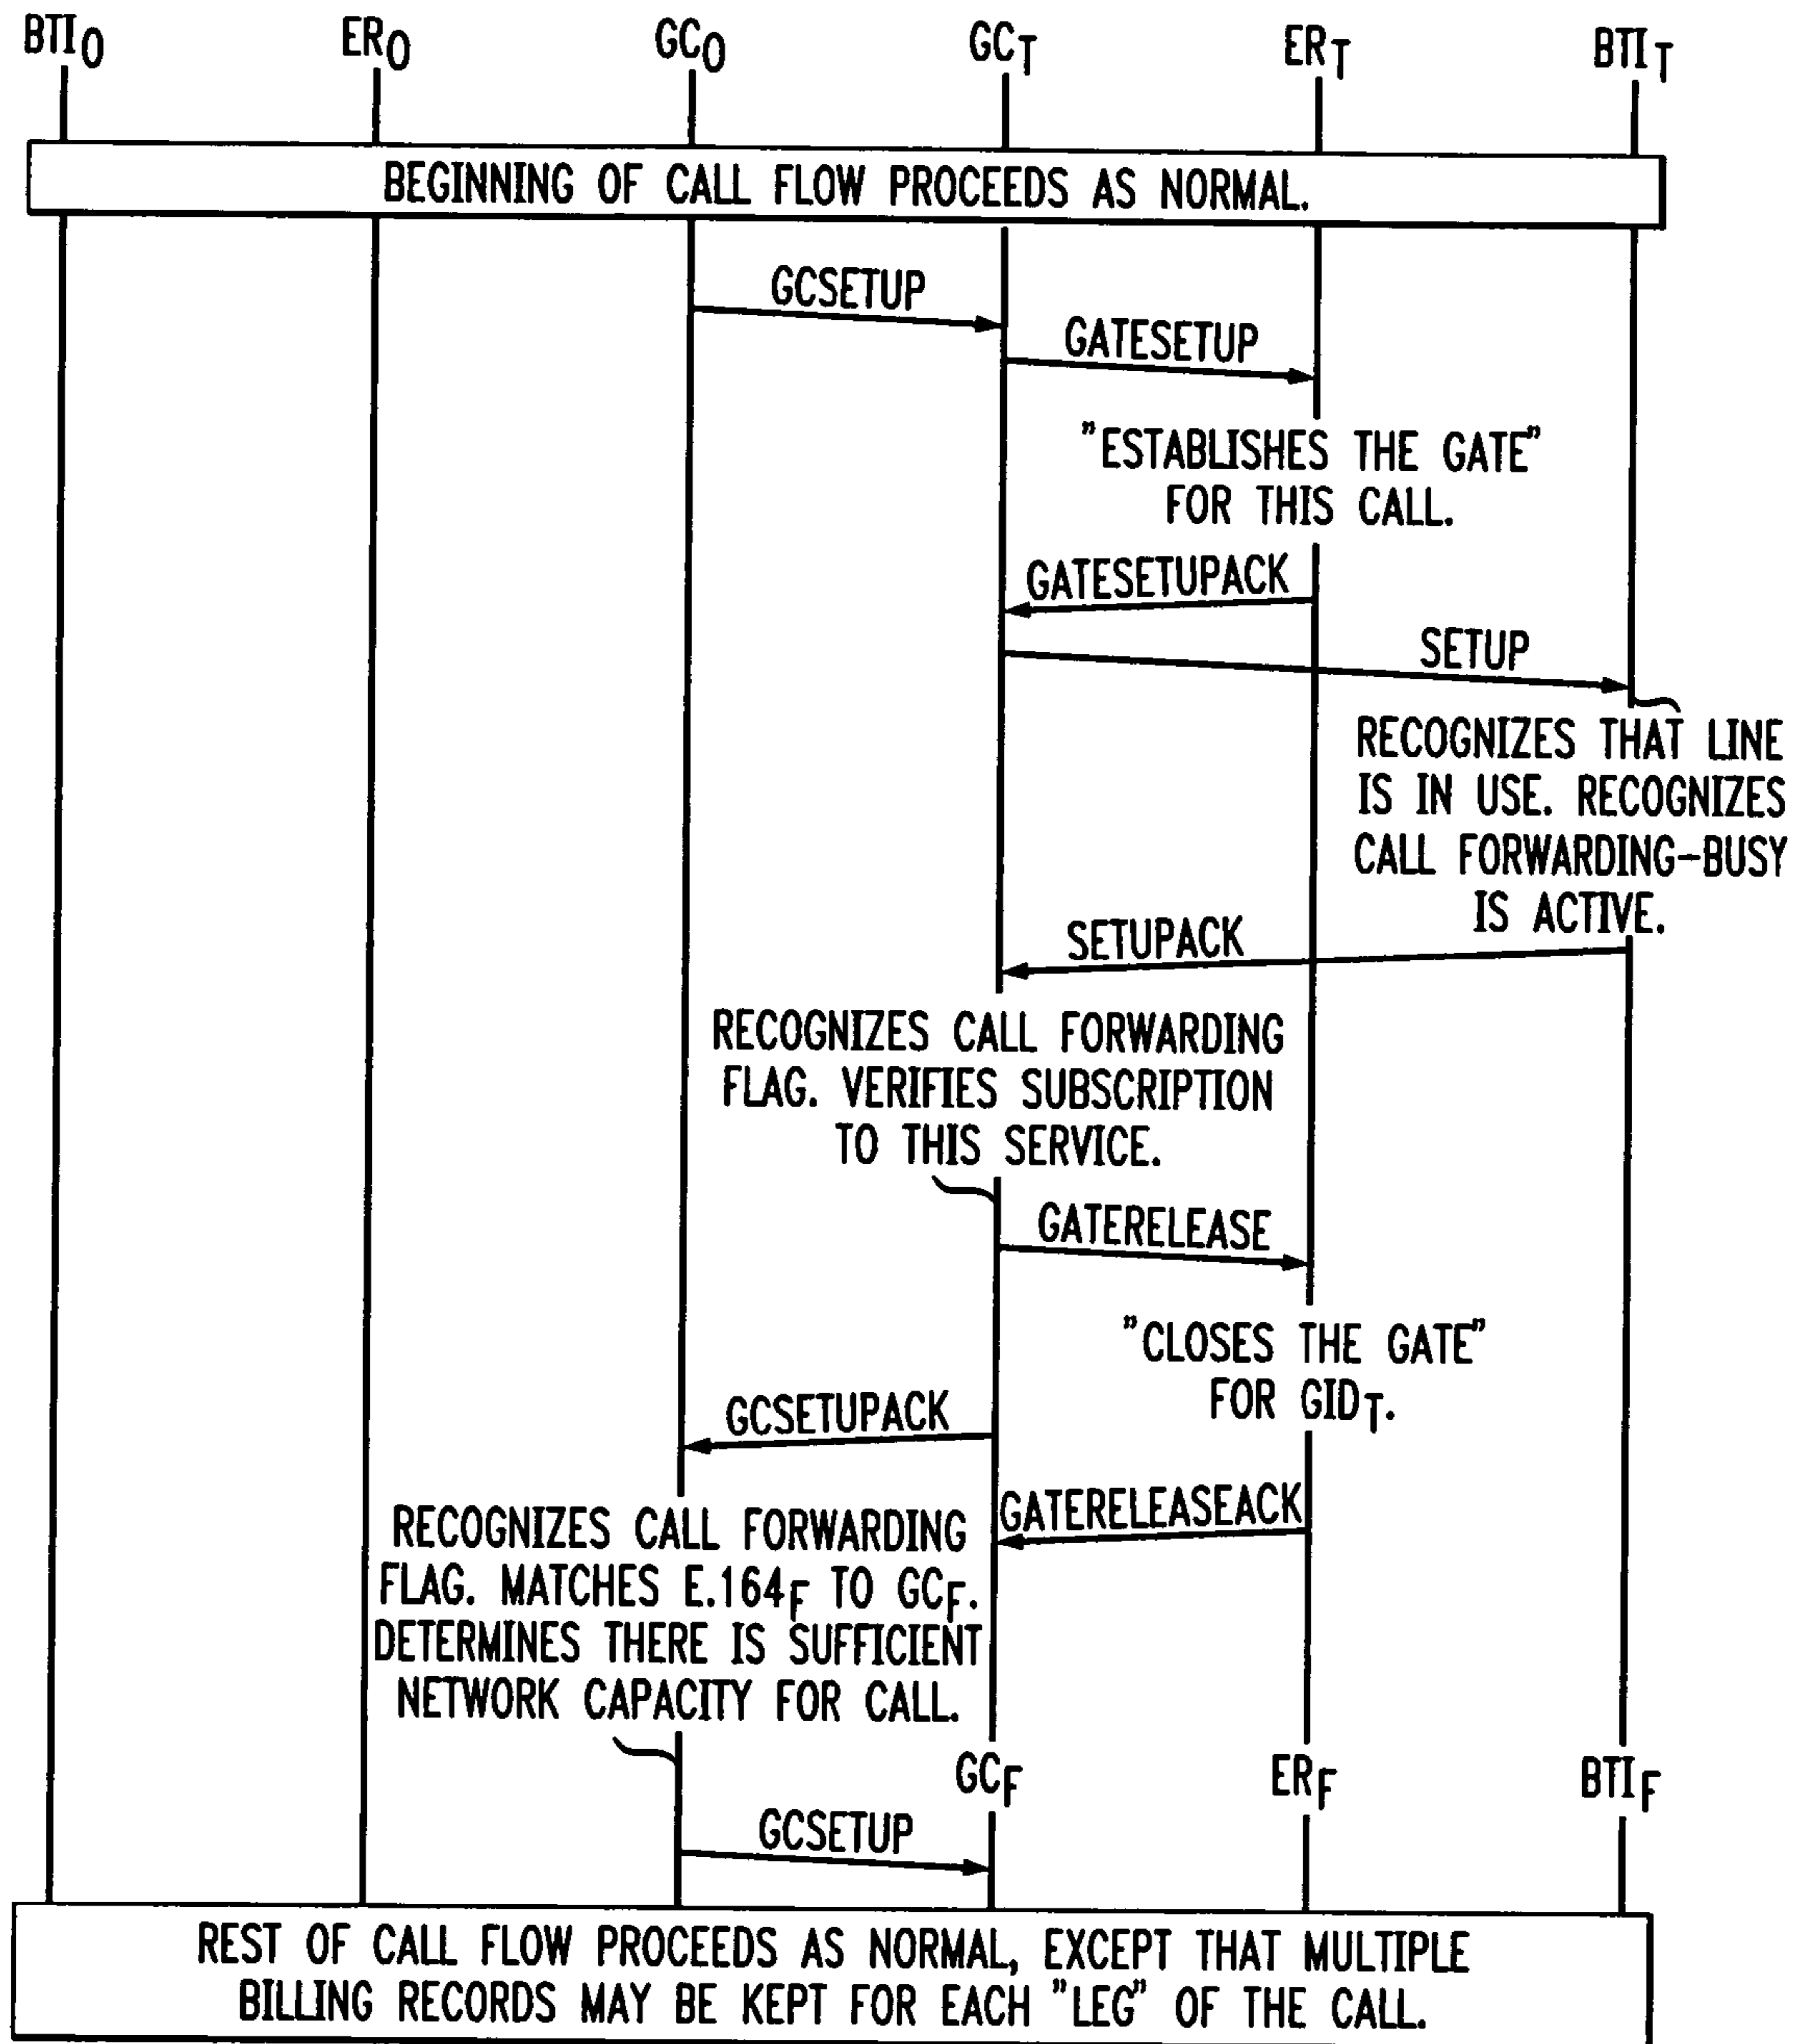 BTIO ERO GCO GCT ERT BTIT
BEGINNING OF CALL FLOW PROCEEDS AS NORMAL.
GCSETUP
GATESETUP
"ESTABLISHES THE GATE"
FOR THIS CALL.
GATESETUPACK
SETUP
RECOGNIZES THAT LINE
IS IN USE. RECOGNIZES
CALL FORWARDING-BUSY
IS ACTIVE.
SETUPACK
RECOGNIZES CALL FORWARDING
FLAG. VERIFIES SUBSCRIPTION
TO THIS SERVICE.
GATERELEASE
"CLOSES THE GATE"
FOR GIDT.
GCSETUPACK
GATERELEASEACK
RECOGNIZES CALL FORWARDING
FLAG. MATCHES E.164F TO GCF.
DETERMINES THERE IS SUFFICIENT
NETWORK CAPACITY FOR CALL.
GCF ERF BTIF
GCSETUP
REST OF CALL FLOW PROCEEDS AS NORMAL, EXCEPT THAT MULTIPLE
BILLING RECORDS MAY BE KEPT FOR EACH "LEG" OF THE CALL.